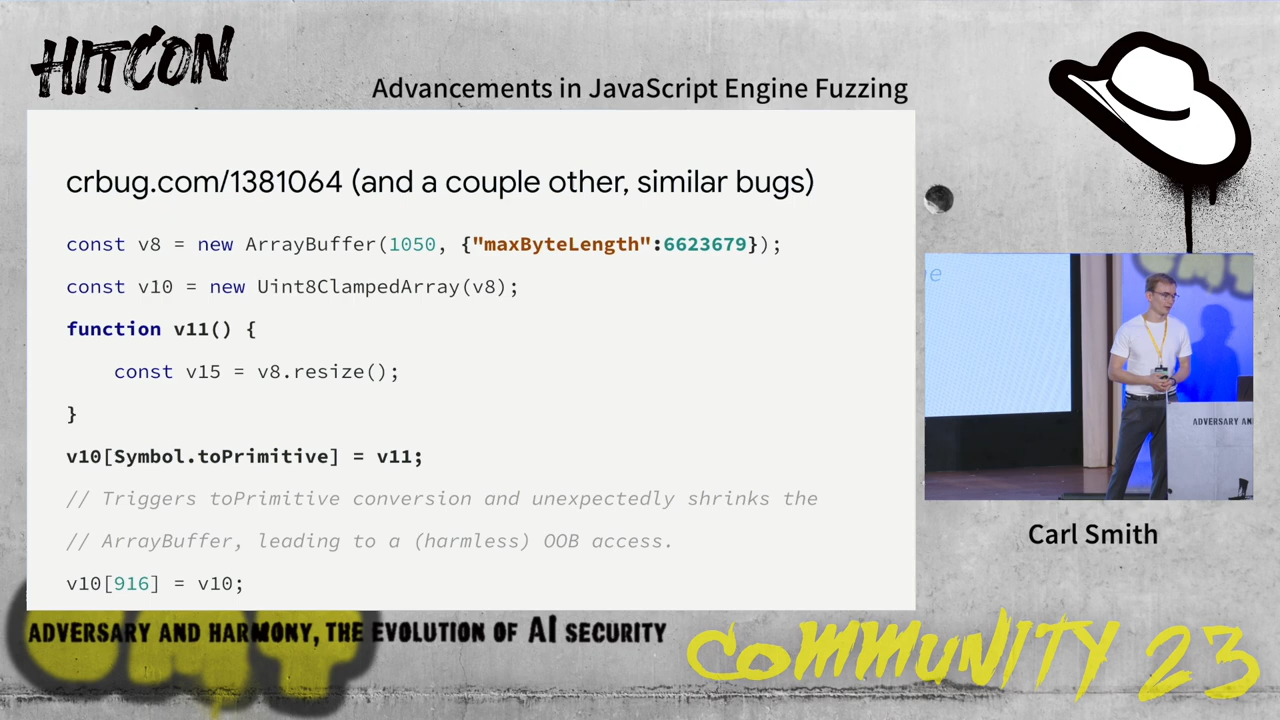 HITCON
Advancements in JavaScript Engine Fuzzing
crbug.com/1381064 (and a couple other, similar bugs)
const v8 = new ArrayBuffer(1050, {"maxByteLength":6623679});
const v10 = new Uint8ClampedArray(v8);
function v11() {
    const v15 = v8.resize();
}
v10[Symbol.toPrimitive] = v11;
// Triggers toPrimitive conversion and unexpectedly shrinks the
// ArrayBuffer, leading to a (harmless) OOB access.
v10[916] = v10;
ADVERSARY AN
Carl Smith
ADVERSARY AND HARMONY, THE EVOLUTION OF AI SECURITY
COMMUNITY 23